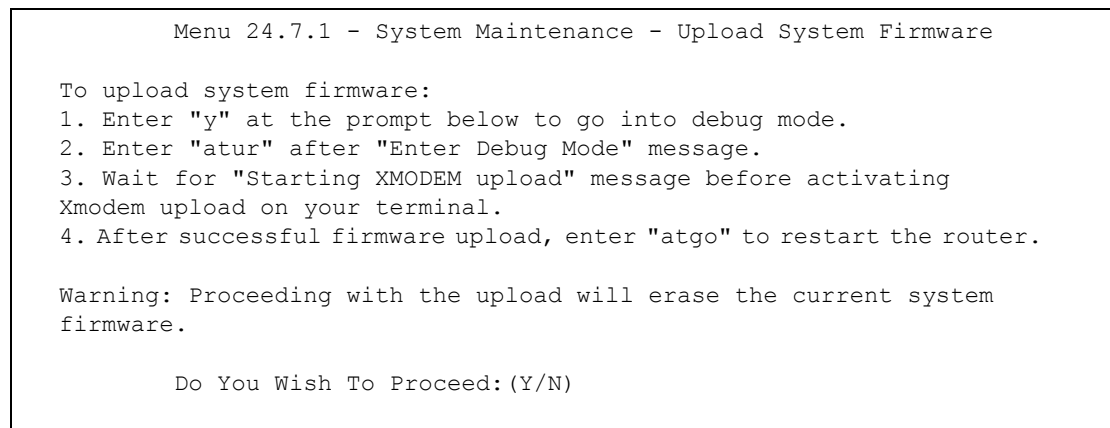 Menu 24.7.1 - System Maintenance - Upload System Firmware
To upload system firmware:
1. Enter "y" at the prompt below to go into debug mode.
2. Enter "atur" after "Enter Debug Mode" message.
3. Wait for "Starting XMODEM upload" message before activating
Xmodem upload on your terminal.
4. After successful firmware upload, enter "atgo" to restart the router.
Warning: Proceeding with the upload will erase the current system
firmware.
Do You Wish To Proceed:(Y/N)